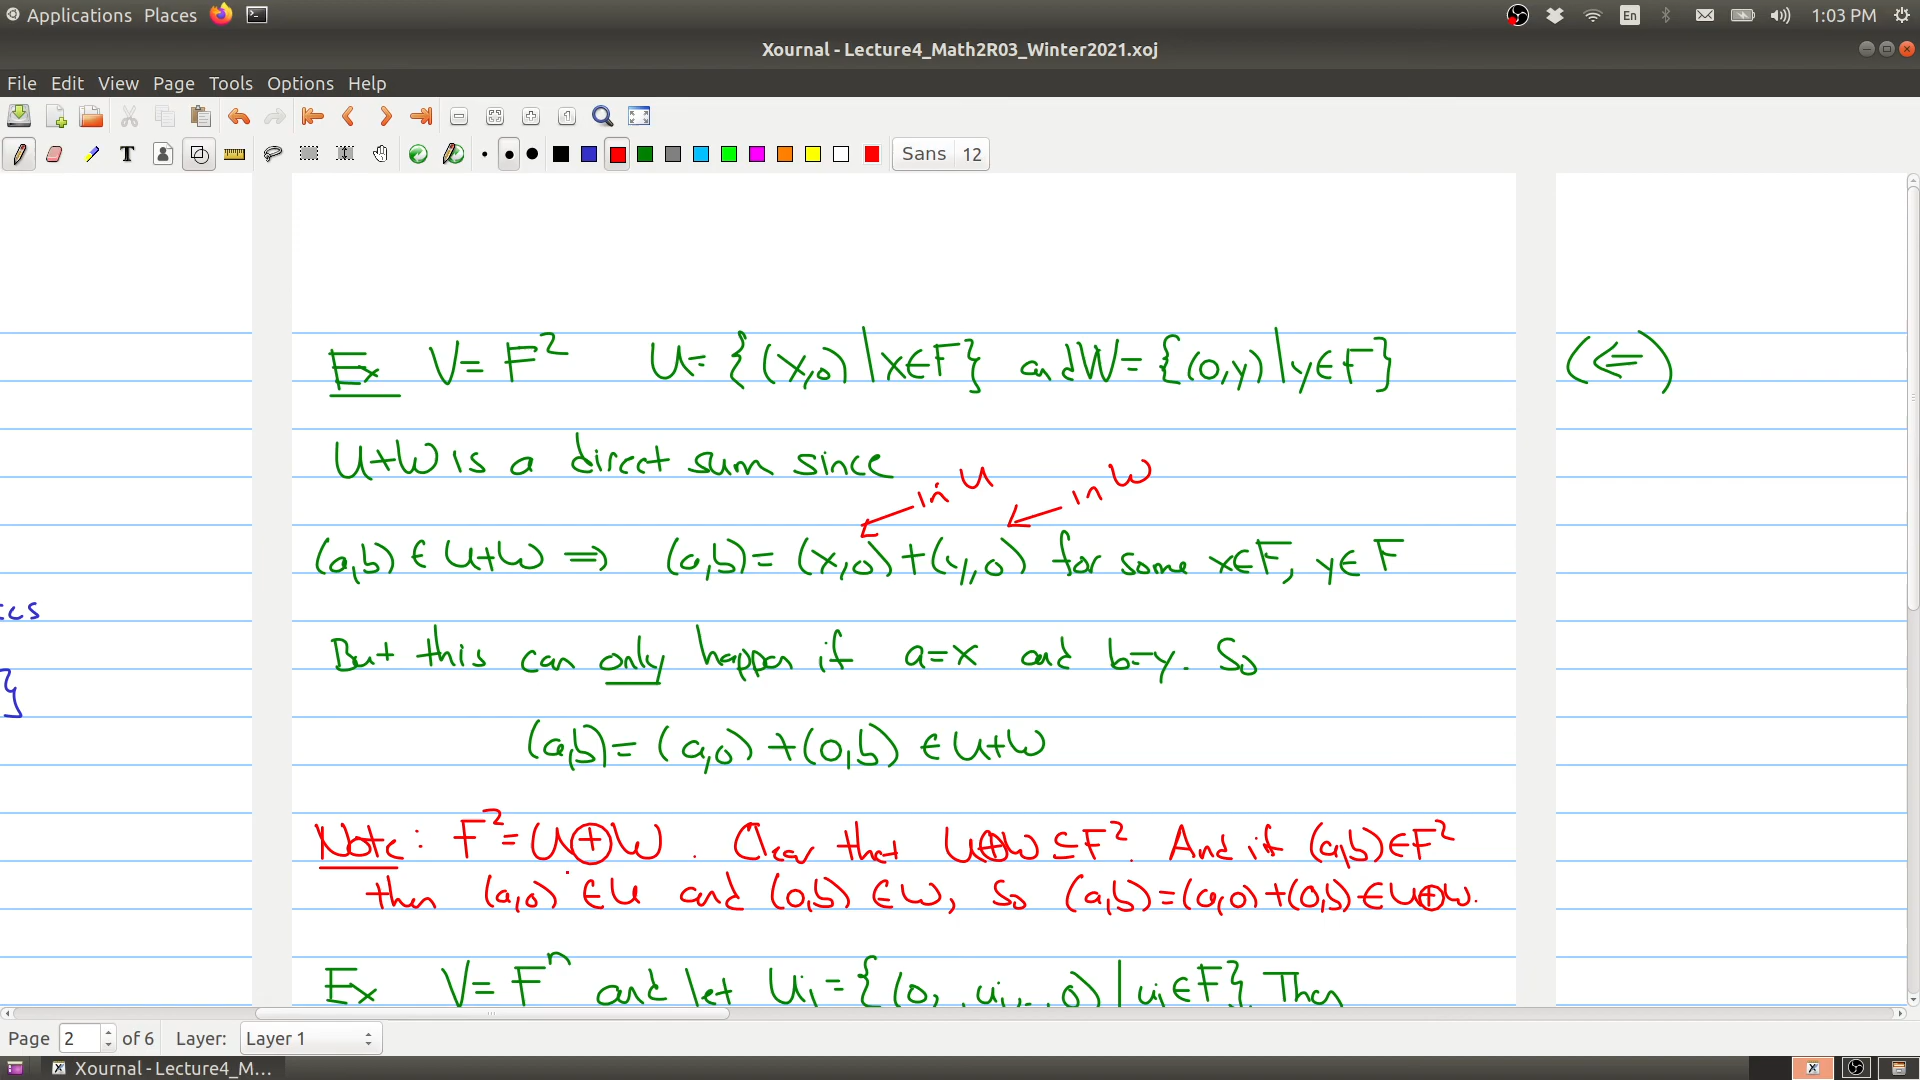 Applications Places En 1:03 PM
Xournal - Lecture4_Math2R03_Winter2021.xoj
File Edit View Page Tools Options Help
Sans 12
Ex V = F² U = {(x,0) | x∈F} and W = {(0,y) | y∈F}
(⇐)
U+W is a direct sum since
in U in W
(a,b) ∈ U+W ⇒ (a,b) = (x,0)+(y,0) for some x∈F, y∈F
ics
But this can only happen if a=x and b=y. So
}
(a,b) = (a,0) + (0,b) ∈ U+W
Note: F² = U⊕W. Clear that U⊕W ⊆ F². And if (a,b)∈F²
then (a,0) ∈ U and (0,b) ∈ W, so (a,b) = (a,0)+(0,b) ∈ U⊕W.
Ex V = Fⁿ and let Ui = {(0,..ui,..0) | ui∈F}. Then
Page 2 of 6 Layer: Layer 1
Xournal - Lecture4_M...